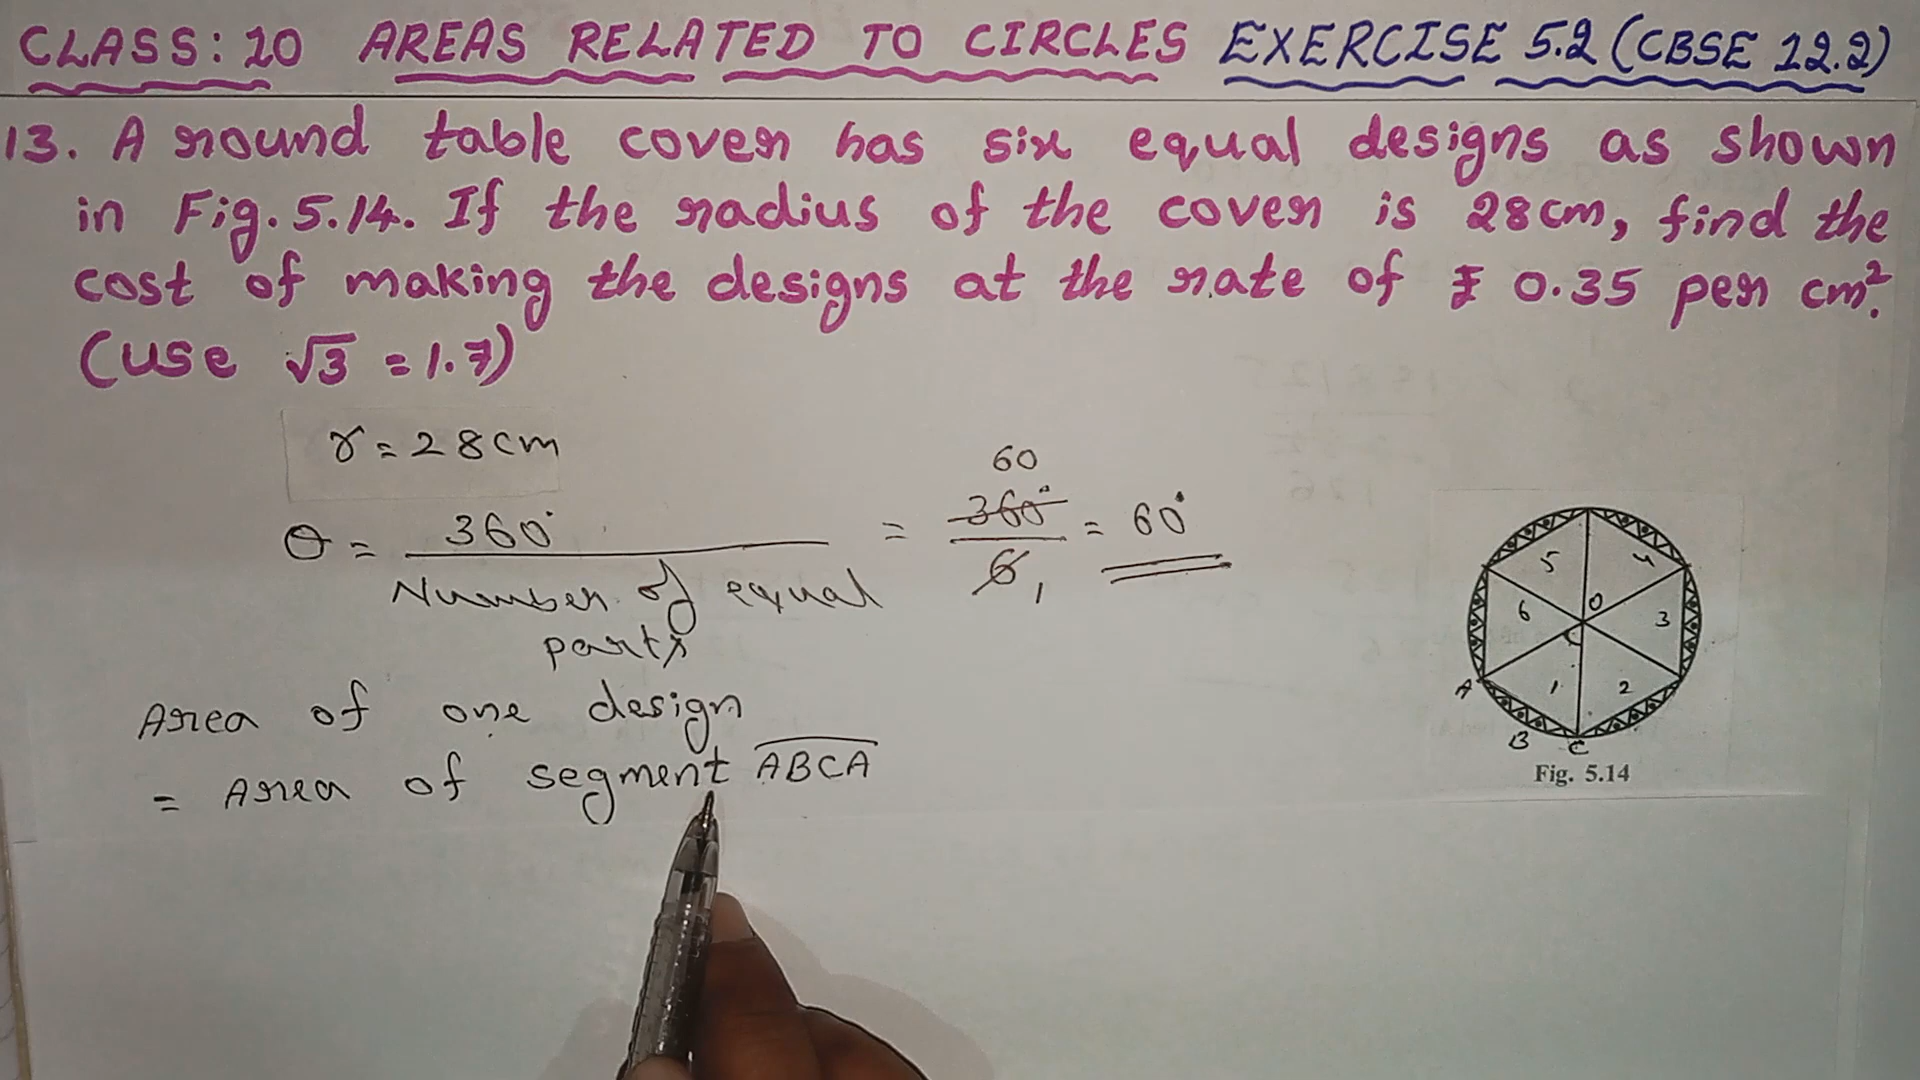 CLASS: 10 AREAS RELATED TO CIRCLES EXERCISE 5.2 (CBSE 12.2)
13. A round table cover has six equal designs as shown
in Fig. 5.14. If the radius of the cover is 28cm, find the
cost of making the designs at the rate of ₹ 0.35 per cm².
(use √3 = 1.7)
r = 28cm
60
θ = 360° / Number of equal parts = 360° / 6 1 = 60°
Area of one design
= Area of segment ABCA
5 4
6 O 3
A 1 2
B C
Fig. 5.14